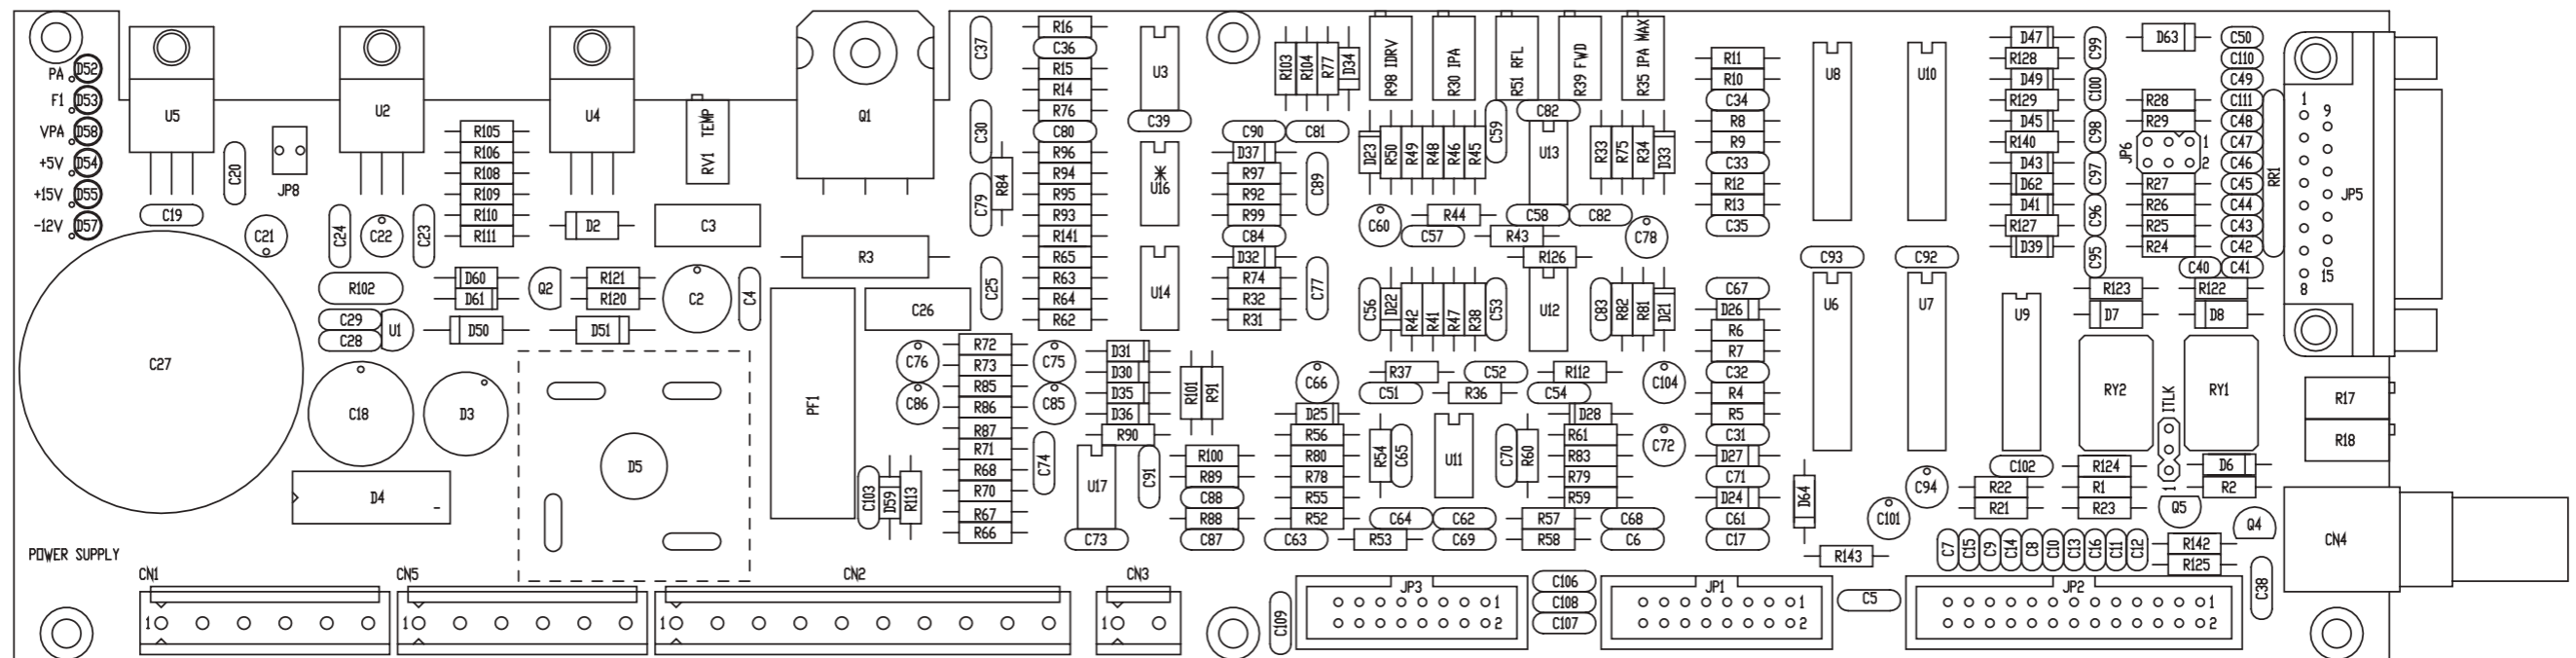 PA D52
F1 D53
VPA D58
+5V D54
+15V D55
-12V D57
U5
C19
C20
C21
JP8
C24
U2
C22
C23
R102
C29
C28
U1
C27
C18
D3
D4
-
POWER SUPPLY
R105
R106
R108
R109
R110
R111
D60
D61
D50
U4
D2
Q2
R121
R120
D51
D5
RV1 TEMP
C3
C2
C4
Q1
R3
PF1
C26
C76
C86
C103
D59
R113
C37
C30
C79
R84
C25
R16
C36
R15
R14
R76
C80
R96
R94
R95
R93
R141
R65
R63
R64
R62
R72
R73
R85
R86
R87
R71
R68
R70
R67
R66
C75
C85
C74
U3
C39
U16
U14
D31
D30
D35
D36
R90
U17
C73
C91
R101
R91
R100
R89
C88
R88
C87
C90
C81
D37
R97
R92
R99
C84
D32
R74
R32
R31
C89
C77
R103
R104
R77
D34
R98 IDRV
R30 IPA
R51 RFL
R39 FWD
R35 IPA MAX
D23
R50
R49
R48
R46
R45
C59
C82
U13
R33
R75
R34
D33
C60
R44
C57
C58
C82
R43
C78
R126
C56
D22
R42
R41
R47
R38
C53
U12
C83
R82
R81
D21
C66
R37
C52
R112
C51
R36
C54
C104
D25
R56
R80
R78
R55
R52
C63
R54
C65
U11
C70
R60
D28
R61
R83
R79
R59
C72
C64
C62
R57
C68
R53
C69
R58
C6
R11
R10
C34
R8
R9
C33
R12
R13
C35
C67
D26
R6
R7
C32
R4
R5
C31
D27
C71
D24
C61
C17
D64
R143
U8
U10
C93
C92
U6
U7
U9
C94
C101
C102
R22
R21
D47
R128
D49
R129
D45
R140
D43
D62
D41
R127
D39
C99
C100
C98
C97
C96
C95
D63
R28
R29
JP6
1
2
R27
R26
R25
R24
C50
C110
C49
C111
C48
C47
C46
C45
C44
C43
C42
C40
C41
RR1
1
9
JP5
15
8
R123
R122
D7
D8
RY2
RY1
ITLK
1
R124
R1
R23
D6
R2
Q5
Q4
R17
R18
CN4
C7
C15
C9
C14
C8
C10
C13
C16
C11
C12
R142
R125
C38
CN1
1
CN5
1
CN2
1
CN3
1
C109
JP3
1
2
C106
C108
C107
JP1
1
2
C5
JP2
1
2